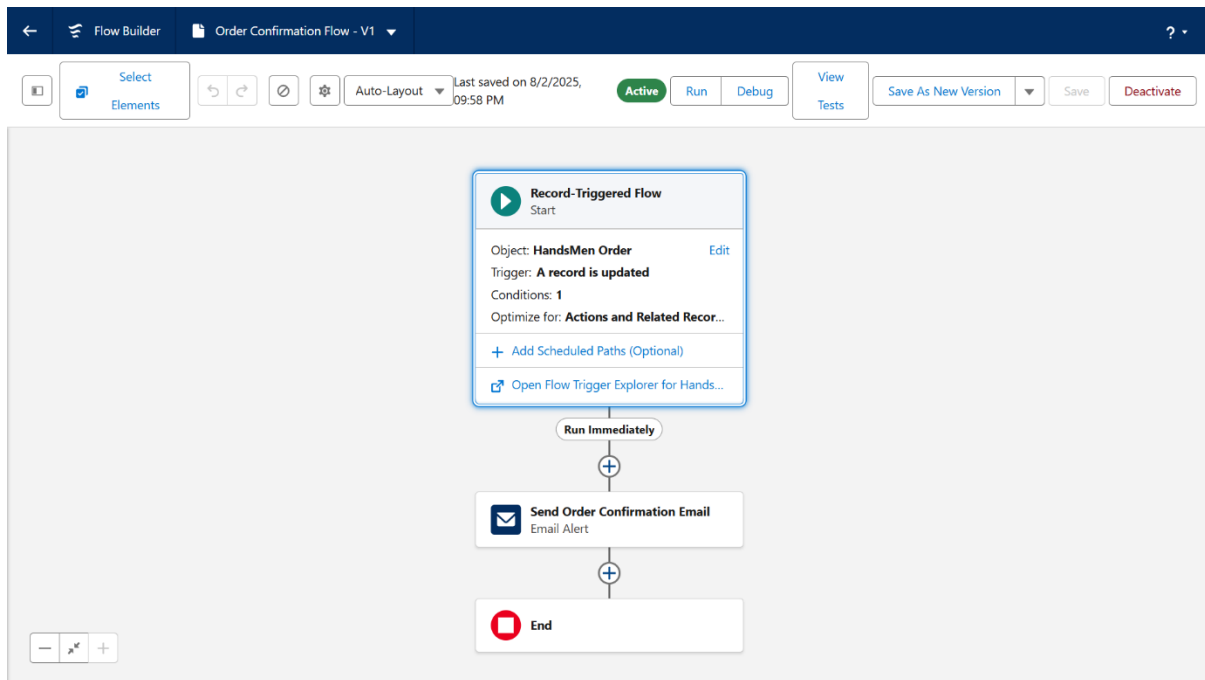 Flow Builder
Order Confirmation Flow - V1
?
Select
Elements
Auto-Layout
Last saved on 8/2/2025,
09:58 PM
Active
Run
Debug
View
Tests
Save As New Version
Save
Deactivate
Record-Triggered Flow
Start
Object: HandsMen Order
Edit
Trigger: A record is updated
Conditions: 1
Optimize for: Actions and Related Recor...
+ Add Scheduled Paths (Optional)
Open Flow Trigger Explorer for Hands...
Run Immediately
Send Order Confirmation Email
Email Alert
End